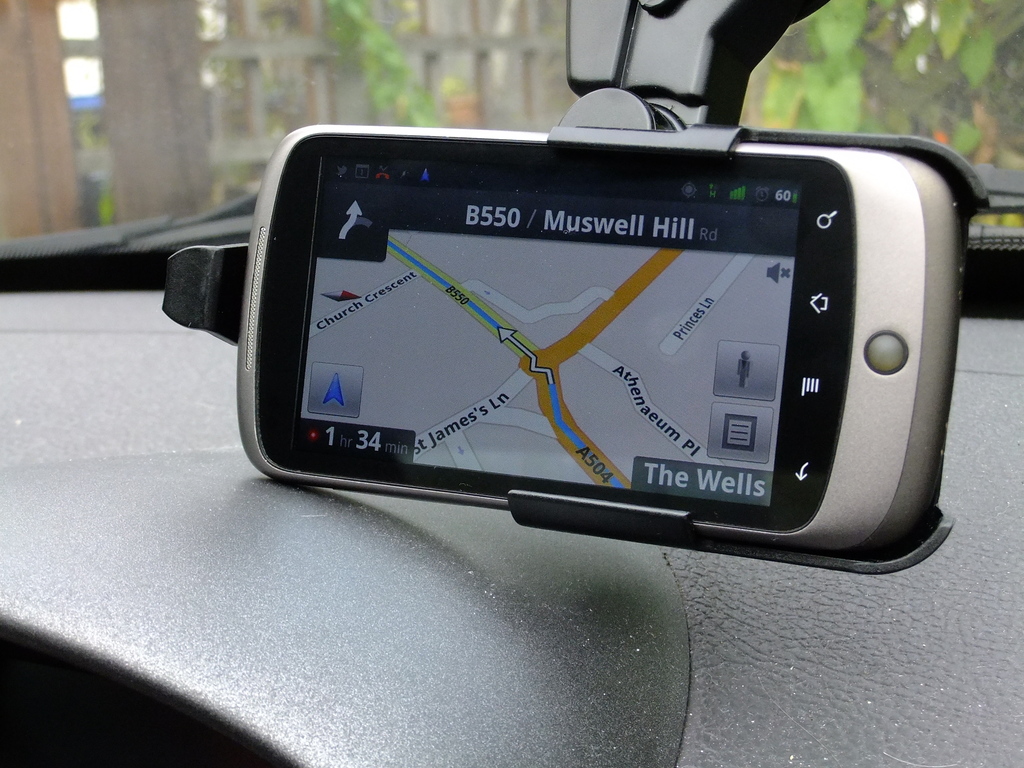 60
B550 / Muswell Hill Rd
Church Crescent
B550
Princes Ln
Athenaeum Pl
St James's Ln
1 hr 34 min
A504
The Wells